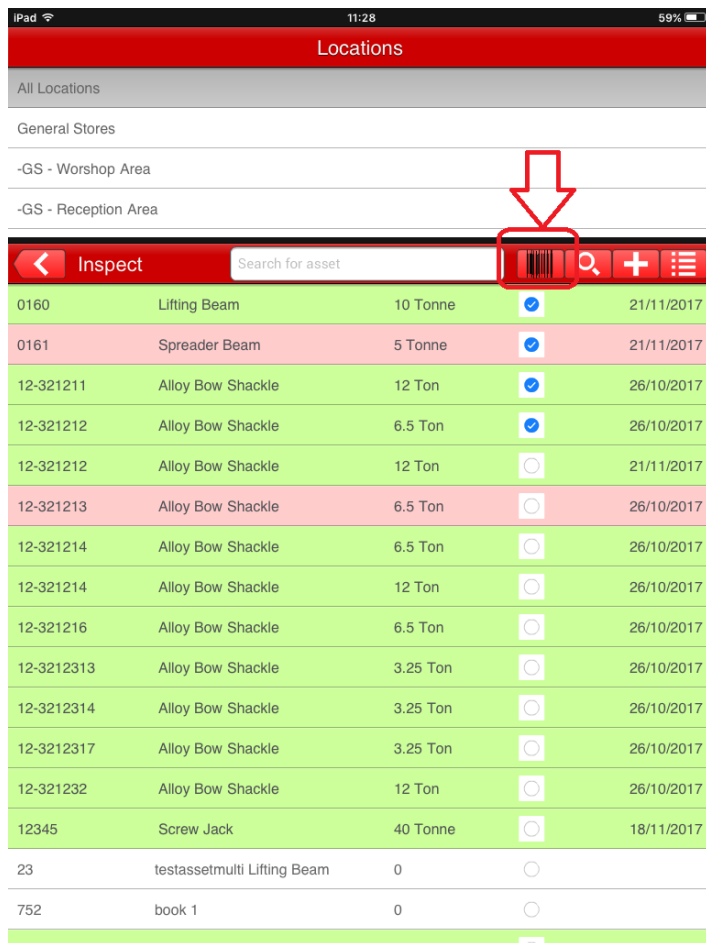 iPad 11:28 59%
Locations
All Locations
General Stores
-GS - Worshop Area
-GS - Reception Area
Inspect Search for asset
0160 Lifting Beam 10 Tonne 21/11/2017
0161 Spreader Beam 5 Tonne 21/11/2017
12-321211 Alloy Bow Shackle 12 Ton 26/10/2017
12-321212 Alloy Bow Shackle 6.5 Ton 26/10/2017
12-321212 Alloy Bow Shackle 12 Ton 21/11/2017
12-321213 Alloy Bow Shackle 6.5 Ton 26/10/2017
12-321214 Alloy Bow Shackle 6.5 Ton 26/10/2017
12-321214 Alloy Bow Shackle 12 Ton 26/10/2017
12-321216 Alloy Bow Shackle 6.5 Ton 26/10/2017
12-3212313 Alloy Bow Shackle 3.25 Ton 26/10/2017
12-3212314 Alloy Bow Shackle 3.25 Ton 26/10/2017
12-3212317 Alloy Bow Shackle 3.25 Ton 26/10/2017
12-321232 Alloy Bow Shackle 12 Ton 26/10/2017
12345 Screw Jack 40 Tonne 18/11/2017
23 testassetmulti Lifting Beam 0
752 book 1 0